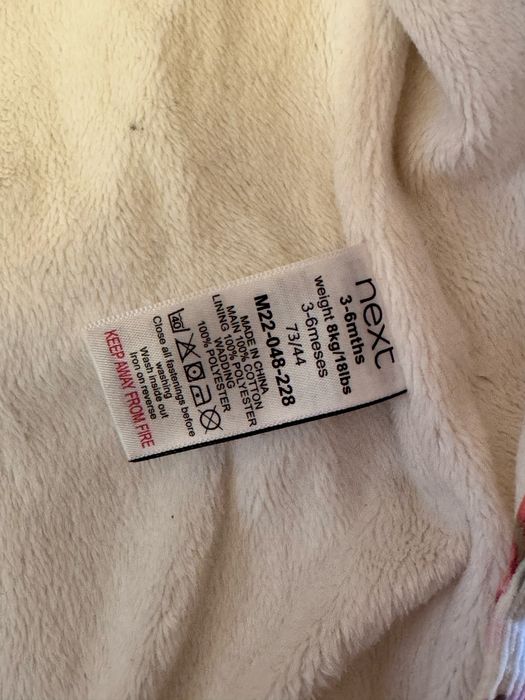 next
3-6mths
weight 8kg/18lbs
3-6meses
73/44
M22-048-228
MADE IN CHINA
MAIN 100% COTTON
LINING 100% POLYESTER
WADDING
100% POLYESTER
40
Close all fastenings before
washing
Wash inside out
Iron on reverse
KEEP AWAY FROM FIRE